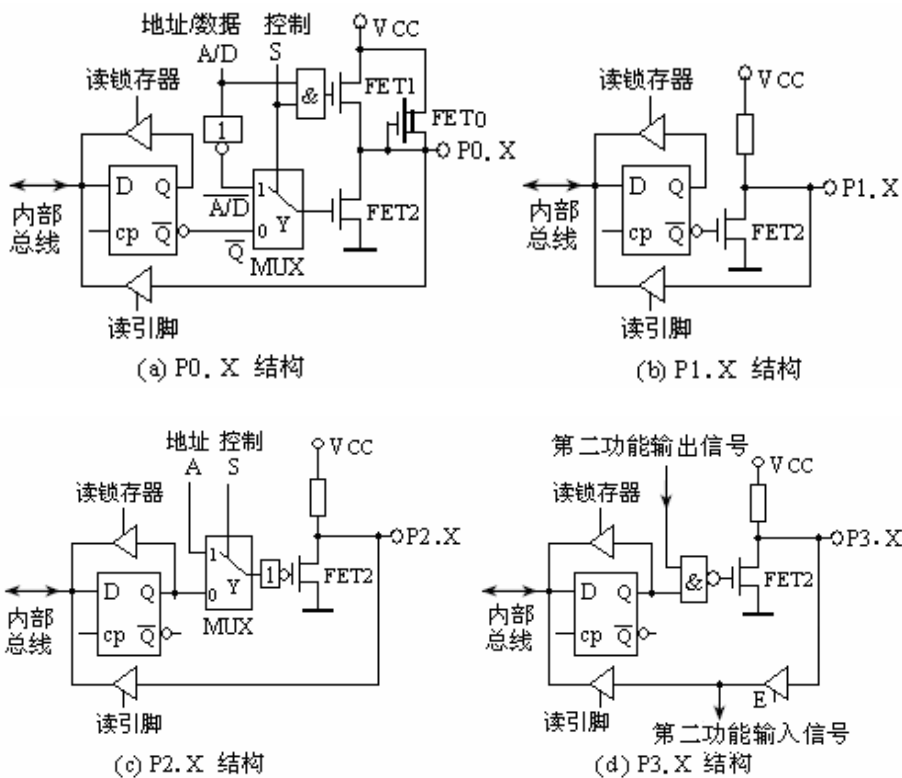 地址/数据 控制
A/D S
VCC
读锁存器
&
FET1
FET0
1
P0.X
D Q
1
A/D
Y
FET2
内部
总线
cp Q
0
Q
MUX
读引脚
(a) P0.X 结构
VCC
读锁存器
D Q
P1.X
内部
总线
cp Q
FET2
读引脚
(b) P1.X 结构
地址 控制
A S
VCC
读锁存器
P2.X
1
D Q
Y
1
FET2
0
内部
总线
cp Q
MUX
读引脚
(c) P2.X 结构
第二功能输出信号
VCC
读锁存器
P3.X
D Q
&
FET2
内部
总线
cp Q
E
读引脚
第二功能输入信号
(d) P3.X 结构